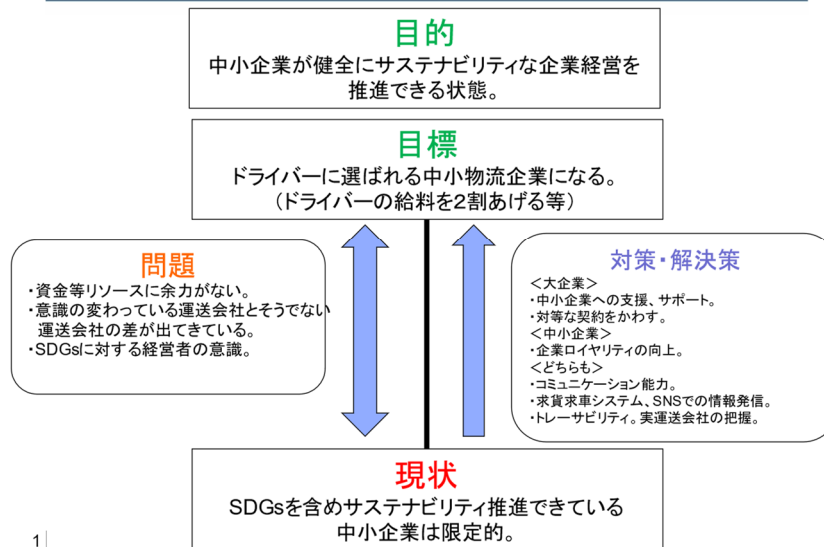 目的
中小企業が健全にサステナビリティな企業経営を
推進できる状態。
目標
ドライバーに選ばれる中小物流企業になる。
（ドライバーの給料を2割あげる等）
問題
・資金等リソースに余力がない。
・意識の変わっている運送会社とそうでない
運送会社の差が出てきている。
・SDGsに対する経営者の意識。
対策・解決策
＜大企業＞
・中小企業への支援、サポート。
・対等な契約をかわす。
＜中小企業＞
・企業ロイヤリティの向上。
＜どちらも＞
・コミュニケーション能力。
・求貨求車システム、SNSでの情報発信。
・トレーサビリティ。実運送会社の把握。
現状
SDGsを含めサステナビリティ推進できている
中小企業は限定的。
1